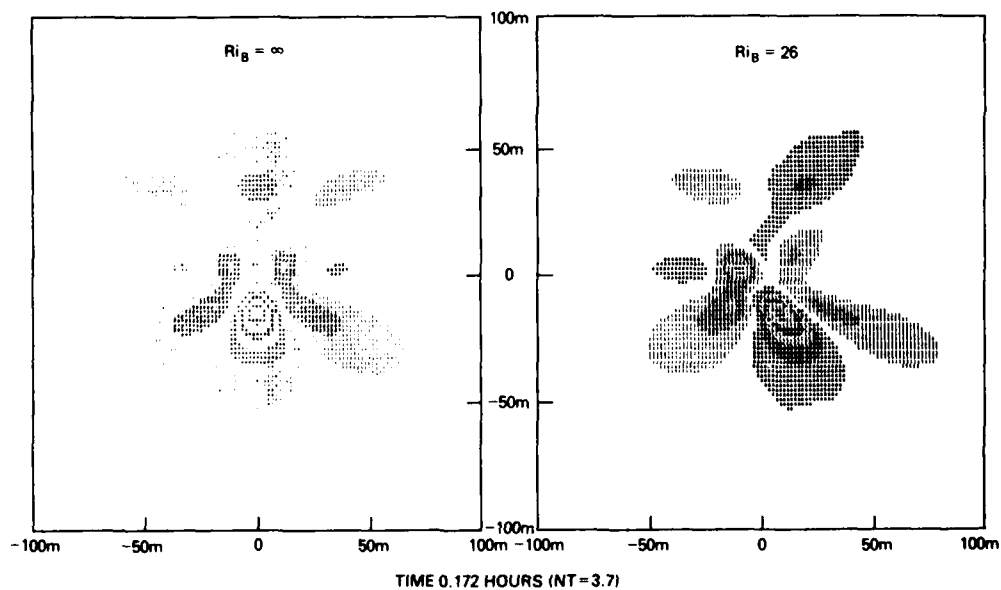 Ri_B = ∞
Ri_B = 26
100m
50m
0
-50m
-100m
-100m -50m 0 50m 100m -100m -50m 0 50m 100m
TIME 0.172 HOURS (NT=3.7)